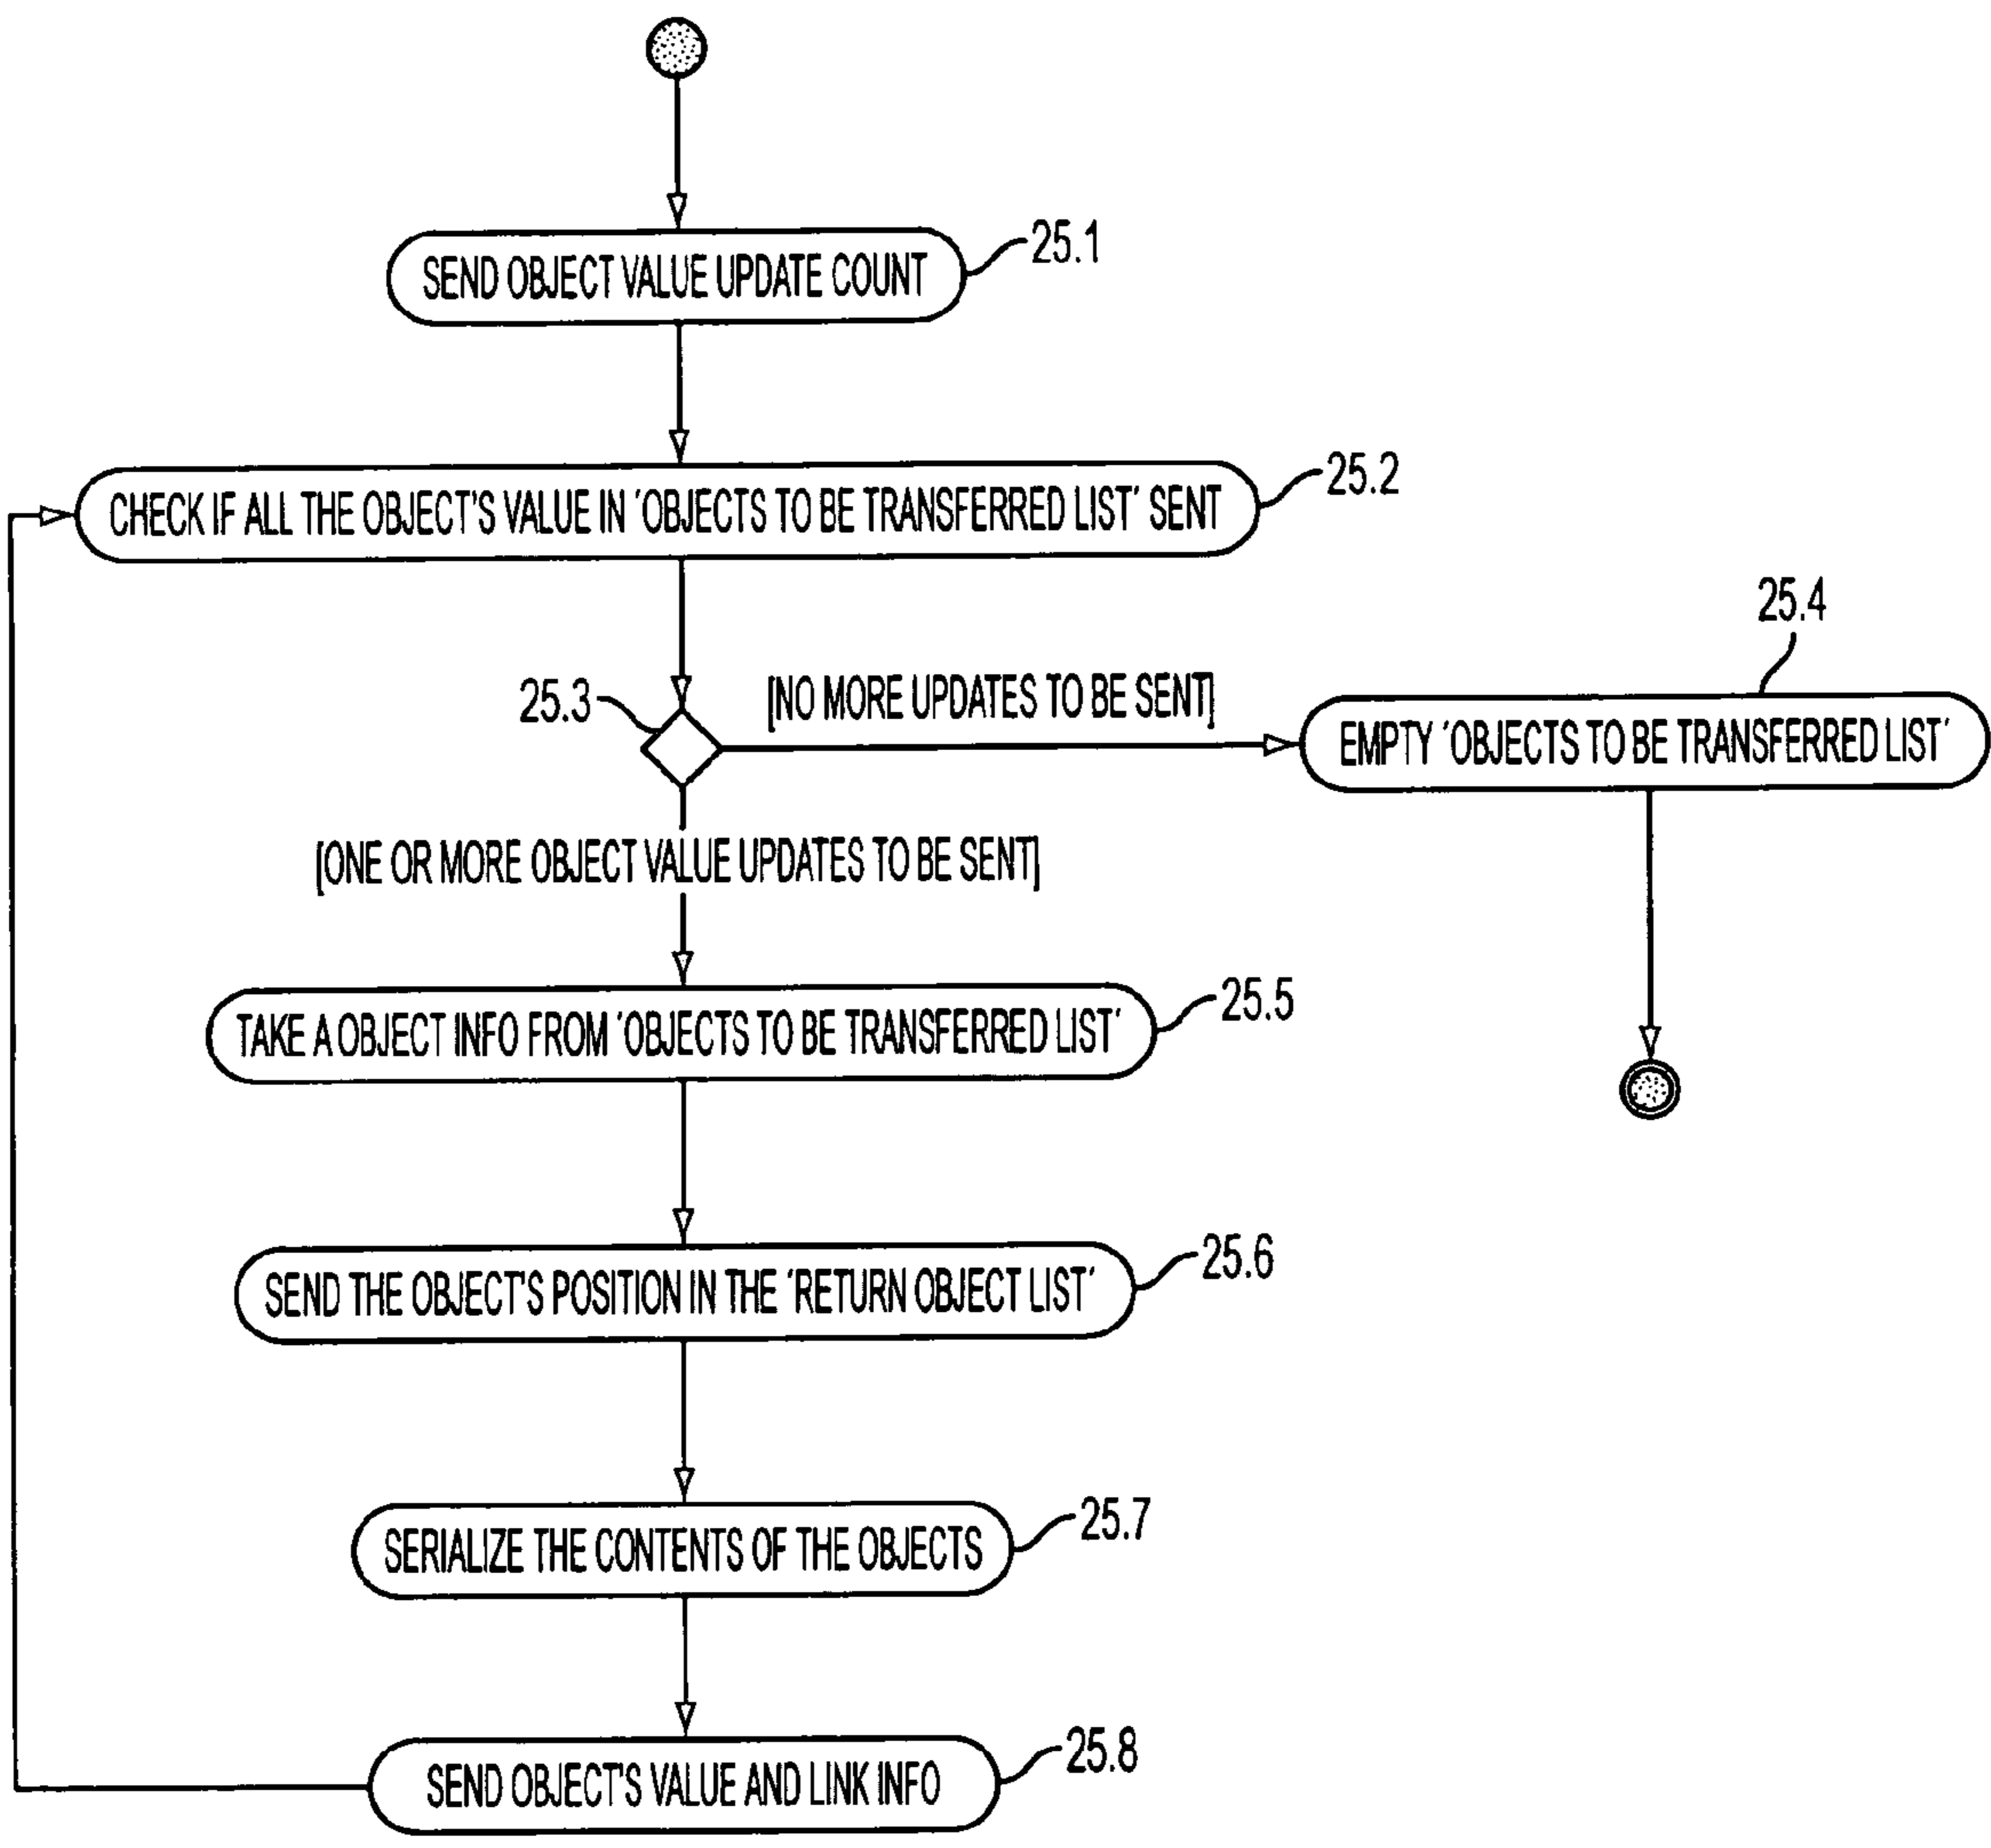 SEND OBJECT VALUE UPDATE COUNT
25.1
CHECK IF ALL THE OBJECT'S VALUE IN 'OBJECTS TO BE TRANSFERRED LIST' SENT
25.2
25.3
[NO MORE UPDATES TO BE SENT]
25.4
EMPTY 'OBJECTS TO BE TRANSFERRED LIST'
[ONE OR MORE OBJECT VALUE UPDATES TO BE SENT]
TAKE A OBJECT INFO FROM 'OBJECTS TO BE TRANSFERRED LIST'
25.5
SEND THE OBJECT'S POSITION IN THE 'RETURN OBJECT LIST'
25.6
SERIALIZE THE CONTENTS OF THE OBJECTS
25.7
SEND OBJECT'S VALUE AND LINK INFO
25.8